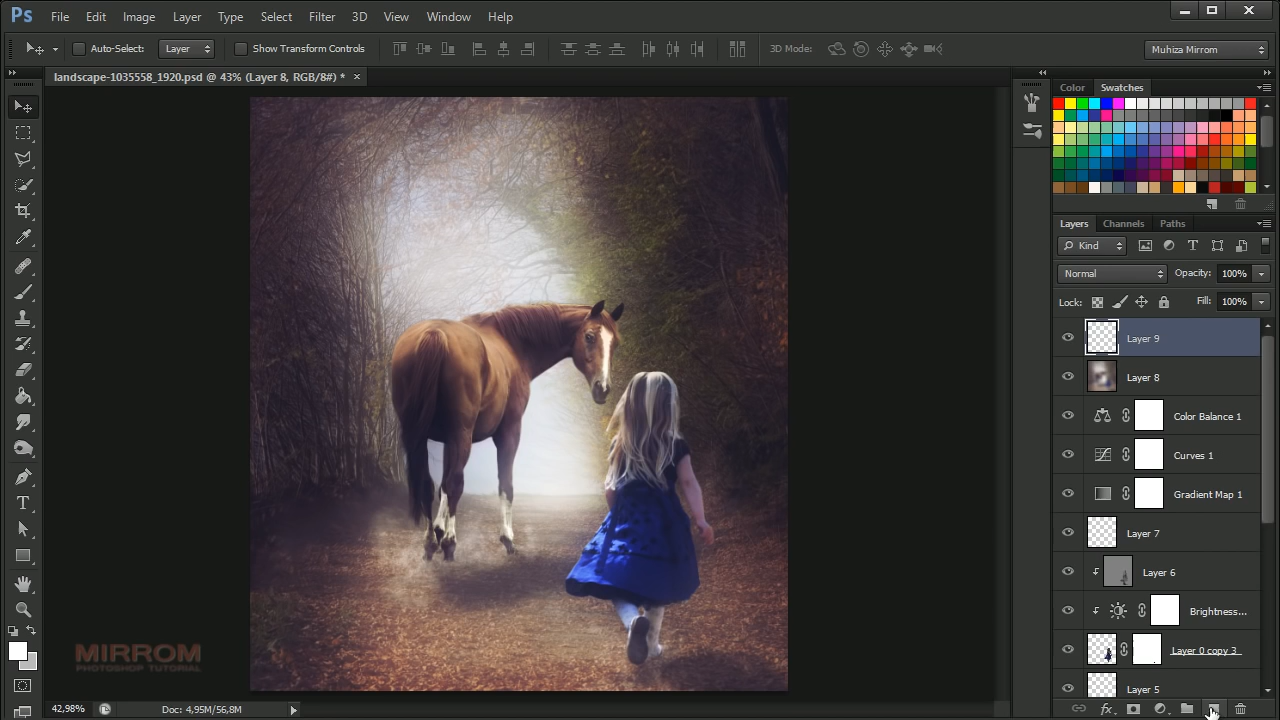 Ps File Edit Image Layer Type Select Filter 3D View Window Help
Auto-Select: Layer Show Transform Controls 3D Mode: Muhiza Mirrom
landscape-1035558_1920.psd @ 43% (Layer 8, RGB/8#) * ×
Color Swatches
Layers Channels Paths
Kind
Normal Opacity: 100%
Lock: Fill: 100%
Layer 9
Layer 8
Color Balance 1
Curves 1
Gradient Map 1
Layer 7
Layer 6
Brightness...
Layer 0 copy 3
Layer 5
MIRROM
PHOTOSHOP TUTORIAL
42,98% Doc: 4,95M/56,8M
fx